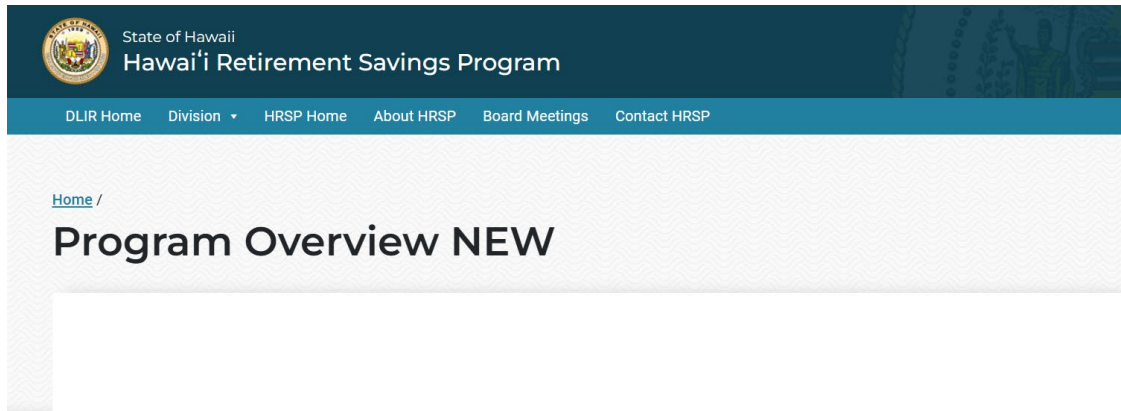 State of Hawaii
Hawaiʻi Retirement Savings Program
DLIR Home Division ▾ HRSP Home About HRSP Board Meetings Contact HRSP
Home /
Program Overview NEW